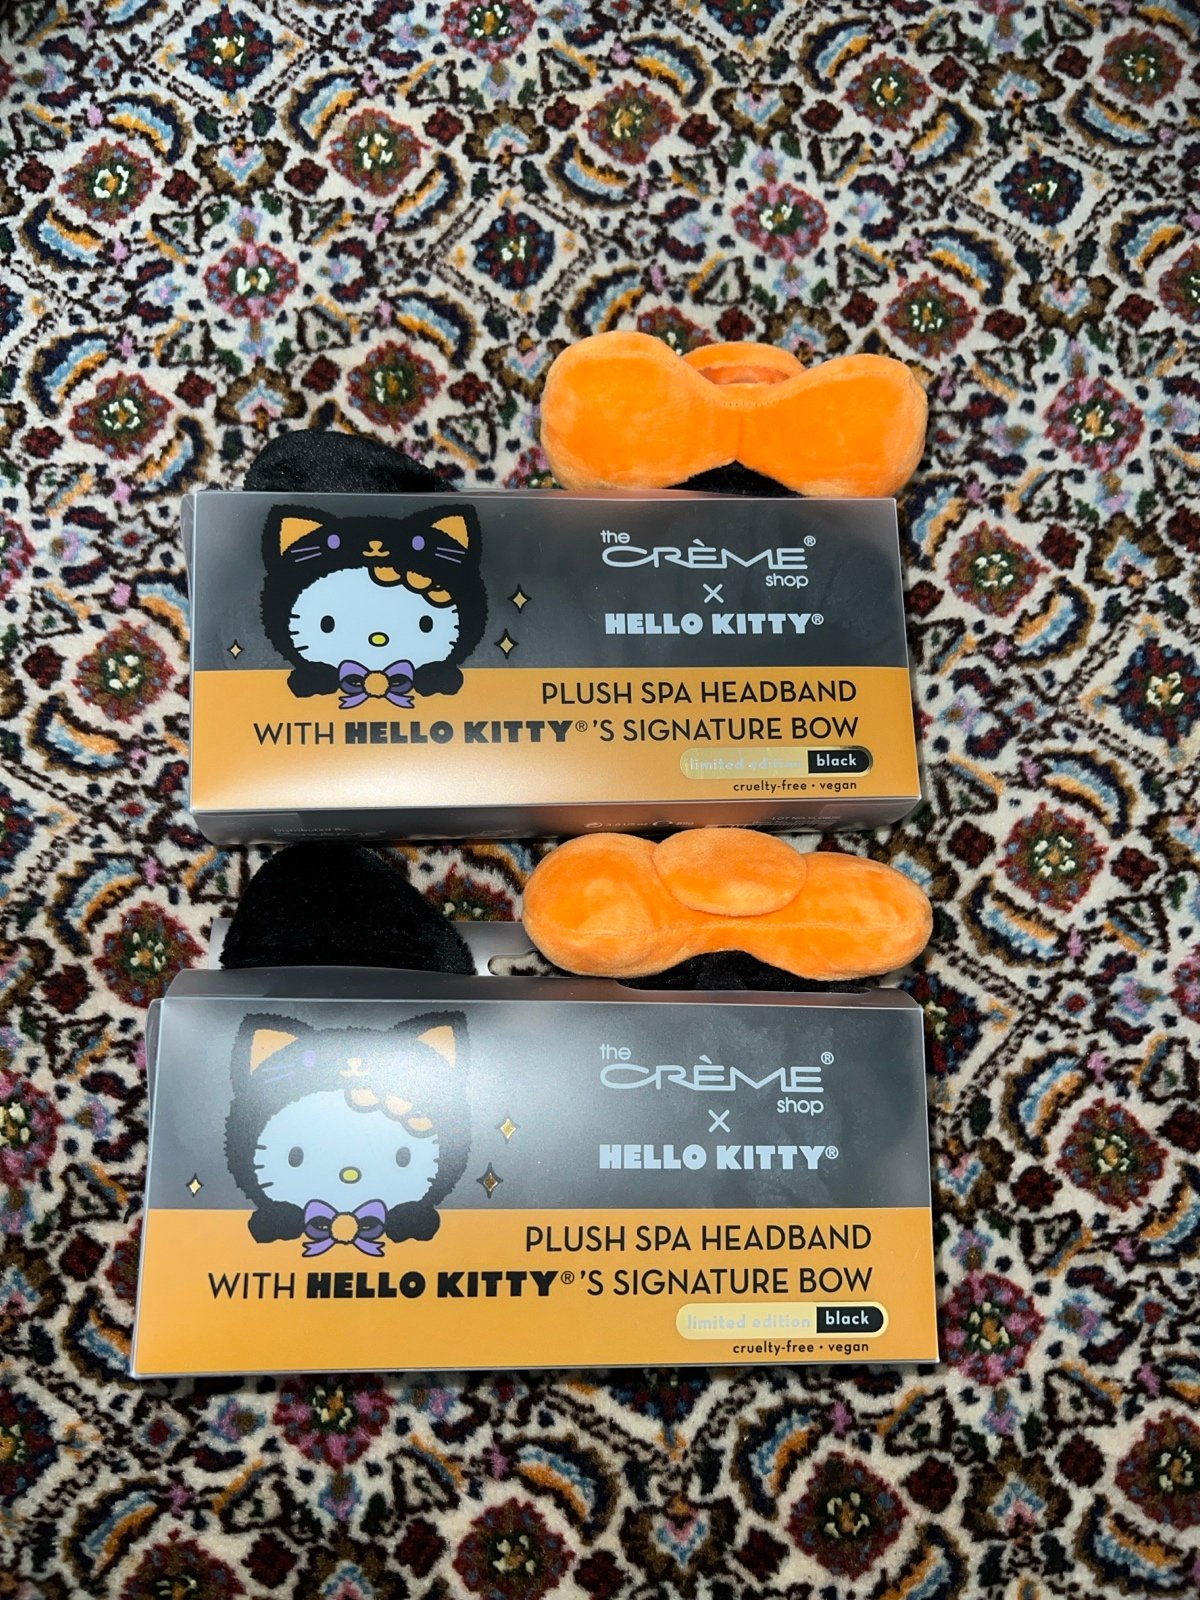 the
CRÈME®
shop
×
HELLO KITTY®
PLUSH SPA HEADBAND
WITH HELLO KITTY®'S SIGNATURE BOW
limited edition black
cruelty-free • vegan
Distributed By:
the
CRÈME®
shop
×
HELLO KITTY®
PLUSH SPA HEADBAND
WITH HELLO KITTY®'S SIGNATURE BOW
limited edition black
cruelty-free • vegan